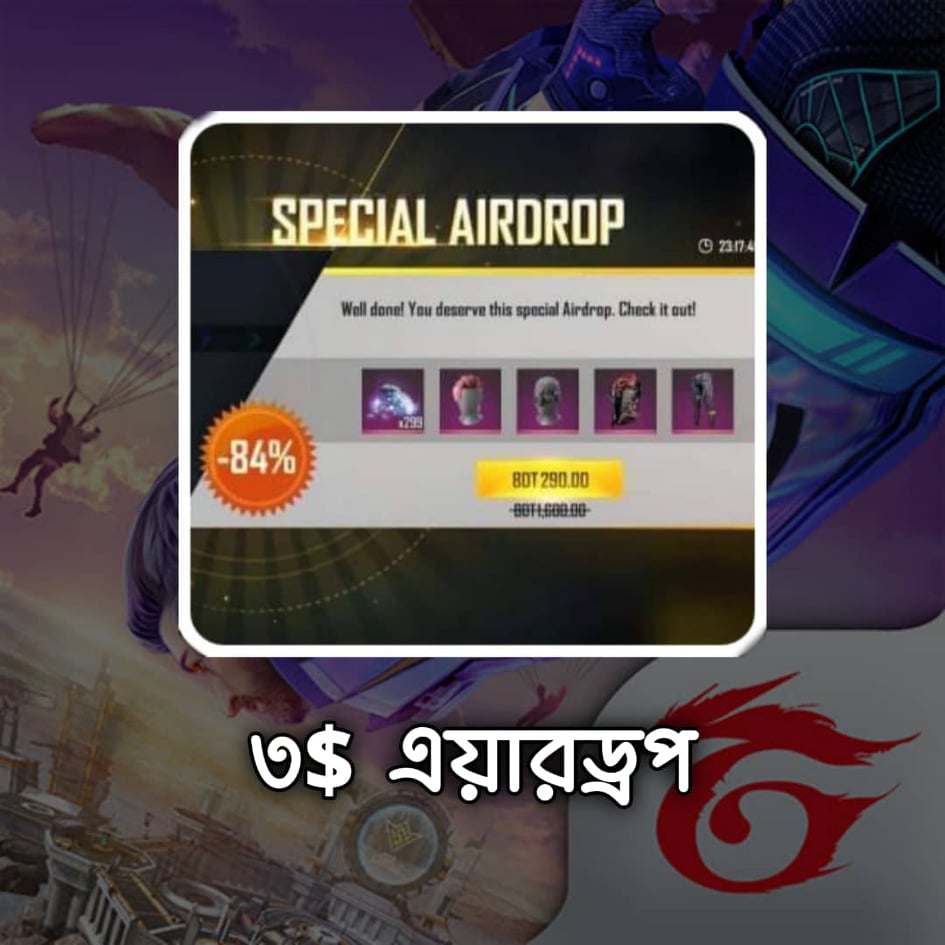 SPECIAL AIRDROP
23:17:4
Well done! You deserve this special Airdrop. Check it out!
x299
-84%
BDT 290.00
BDT1,600.00
৩$ এয়ারড্রপ